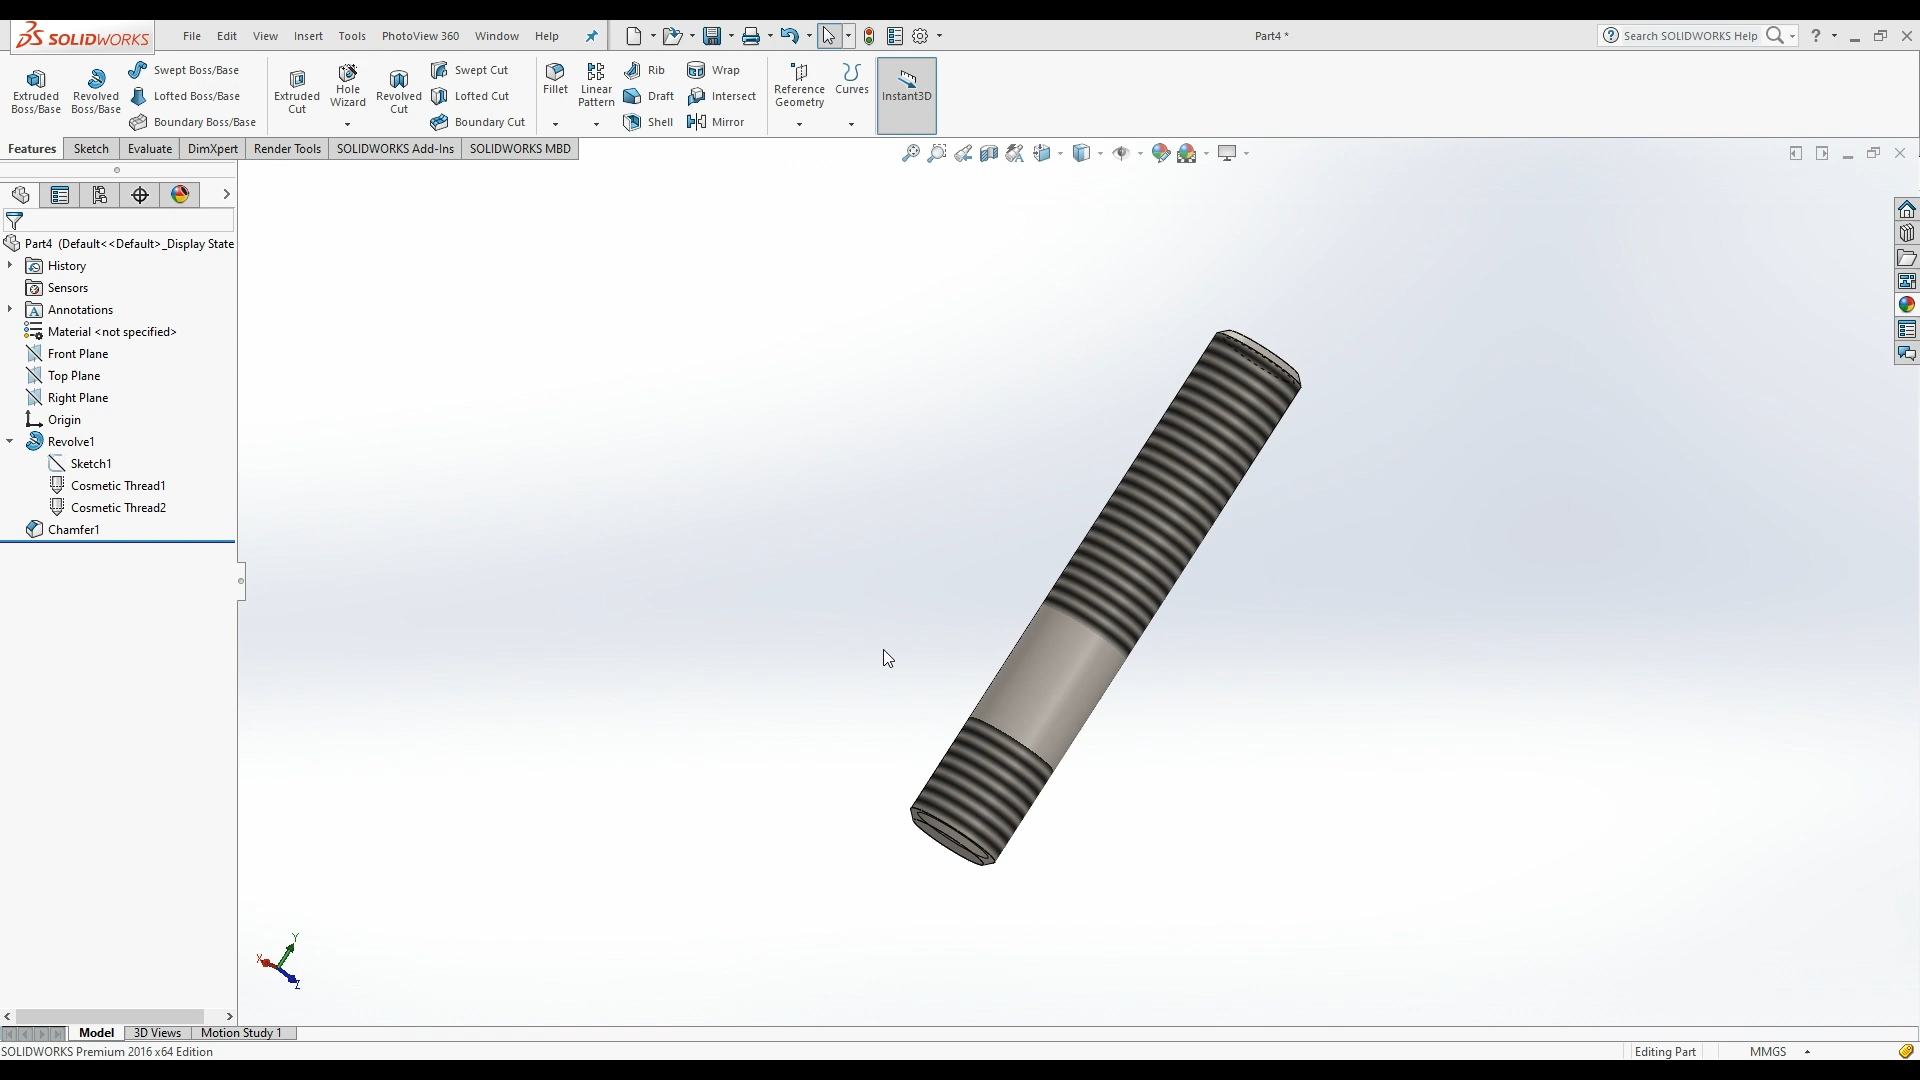 SOLIDWORKS File Edit View Insert Tools PhotoView 360 Window Help Part4 * Search SOLIDWORKS Help ?
Extruded Boss/Base
Revolved Boss/Base
Swept Boss/Base
Lofted Boss/Base
Boundary Boss/Base
Extruded Cut
Hole Wizard
Revolved Cut
Swept Cut
Lofted Cut
Boundary Cut
Fillet
Linear Pattern
Rib
Draft
Shell
Wrap
Intersect
Mirror
Reference Geometry
Curves
Instant3D
Features Sketch Evaluate DimXpert Render Tools SOLIDWORKS Add-Ins SOLIDWORKS MBD
Part4 (Default<<Default>_Display State
History
Sensors
Annotations
Material <not specified>
Front Plane
Top Plane
Right Plane
Origin
Revolve1
Sketch1
Cosmetic Thread1
Cosmetic Thread2
Chamfer1
Y
X
Z
Model 3D Views Motion Study 1
SOLIDWORKS Premium 2016 x64 Edition Editing Part MMGS